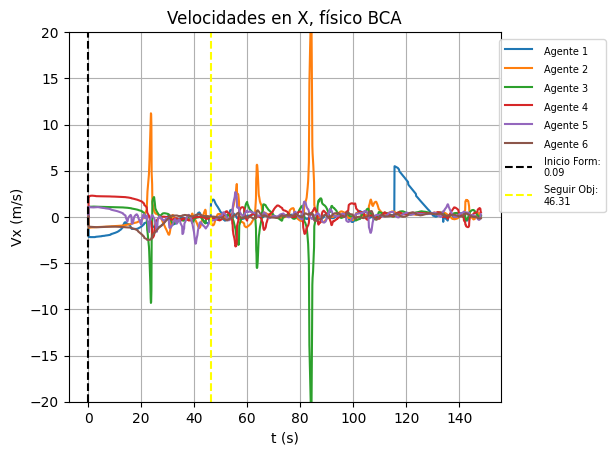 Velocidades en X, físico BCA
Vx (m/s)
20
15
10
5
0
−5
−10
−15
−20
0
20
40
60
80
100
120
140
t (s)
Agente 1
Agente 2
Agente 3
Agente 4
Agente 5
Agente 6
Inicio Form:
0.09
Seguir Obj:
46.31